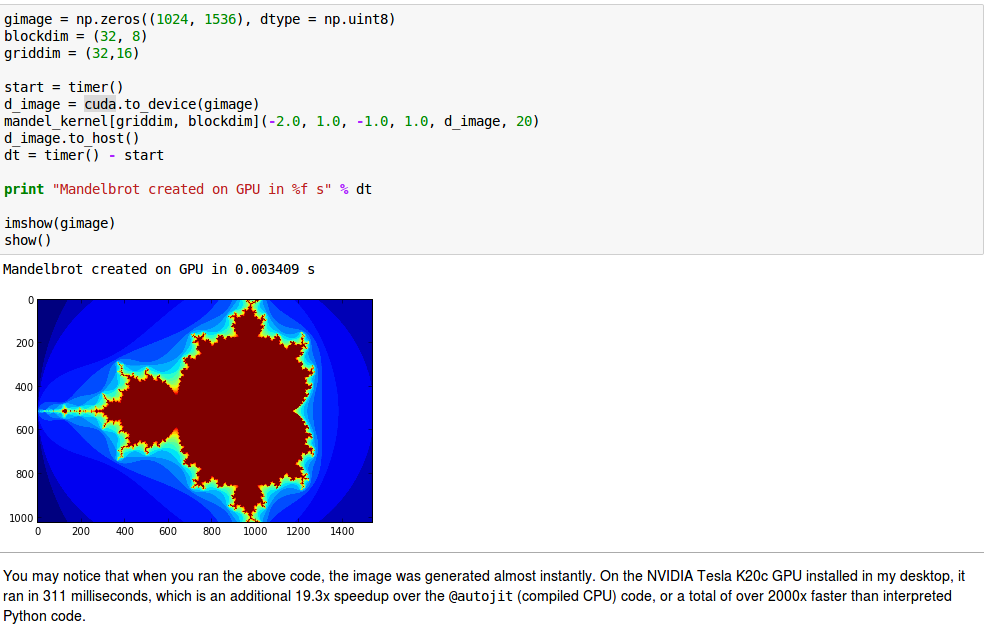 gimage = np.zeros((1024, 1536), dtype = np.uint8)
blockdim = (32, 8)
griddim = (32,16)
start = timer()
d_image = cuda.to_device(gimage)
mandel_kernel[griddim, blockdim](-2.0, 1.0, -1.0, 1.0, d_image, 20)
d_image.to_host()
dt = timer() - start
print "Mandelbrot created on GPU in %f s" % dt
imshow(gimage)
show()
Mandelbrot created on GPU in 0.003409 s
0
200
400
600
800
1000
0 200 400 600 800 1000 1200 1400
You may notice that when you ran the above code, the image was generated almost instantly. On the NVIDIA Tesla K20c GPU installed in my desktop, it
ran in 311 milliseconds, which is an additional 19.3x speedup over the @autojit (compiled CPU) code, or a total of over 2000x faster than interpreted
Python code.